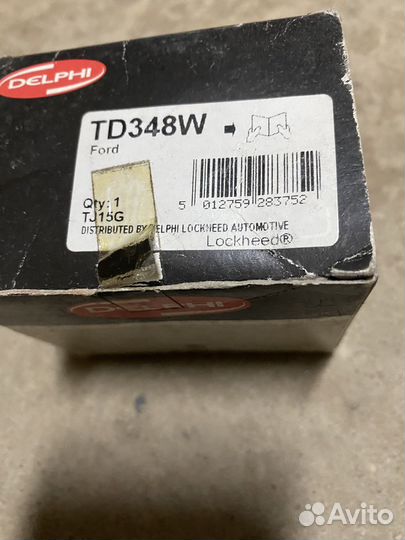 DELPHI
TD348W
Ford
Qty: 1
TJ15G
5 012759 283752
DISTRIBUTED BY DELPHI LOCKHEED AUTOMOTIVE
Lockheed®
DELPHI
Avito